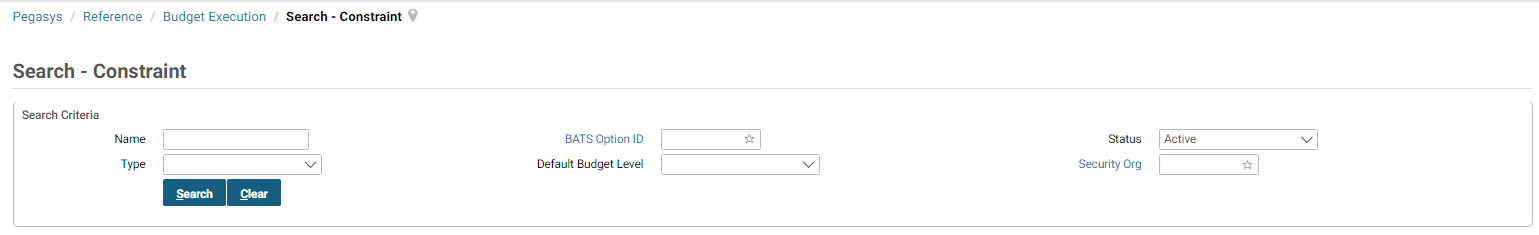 Pegasys / Reference / Budget Execution / Search - Constraint
Search - Constraint
Search Criteria
Name BATS Option ID Status Active
Type Default Budget Level Security Org
Search Clear